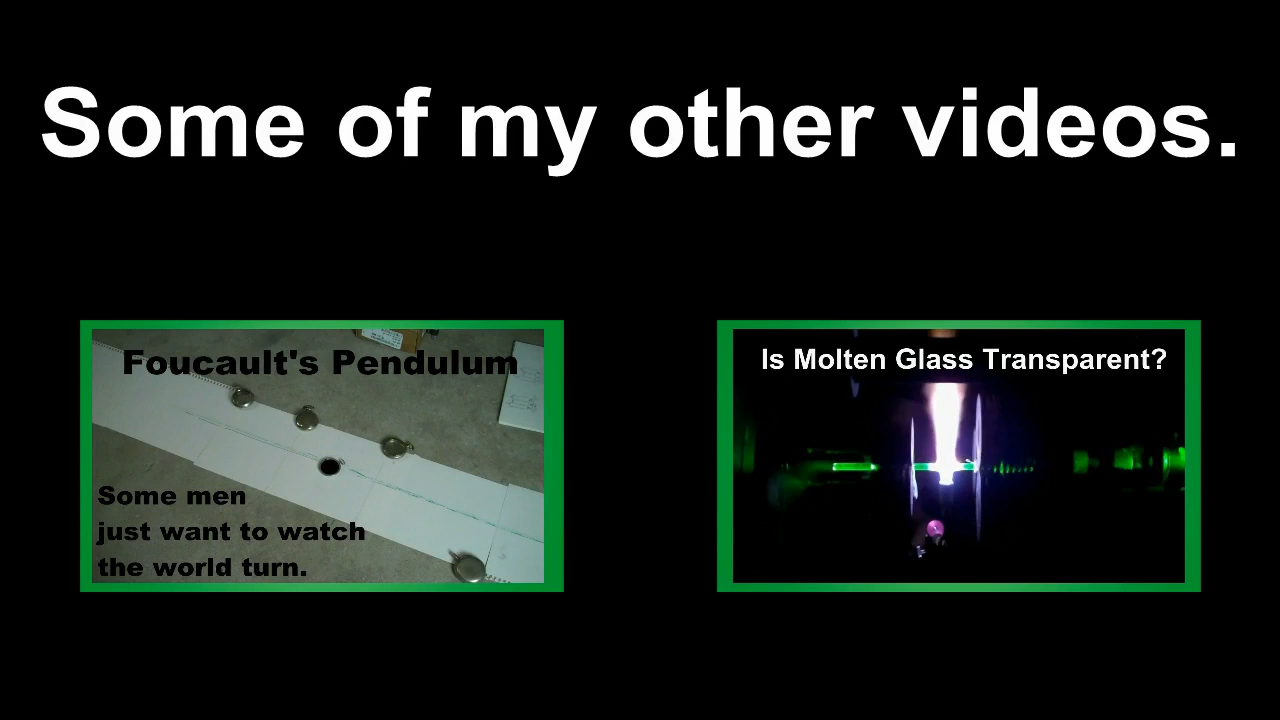 Some of my other videos.
Foucault's Pendulum
Some men
just want to watch
the world turn.
Is Molten Glass Transparent?